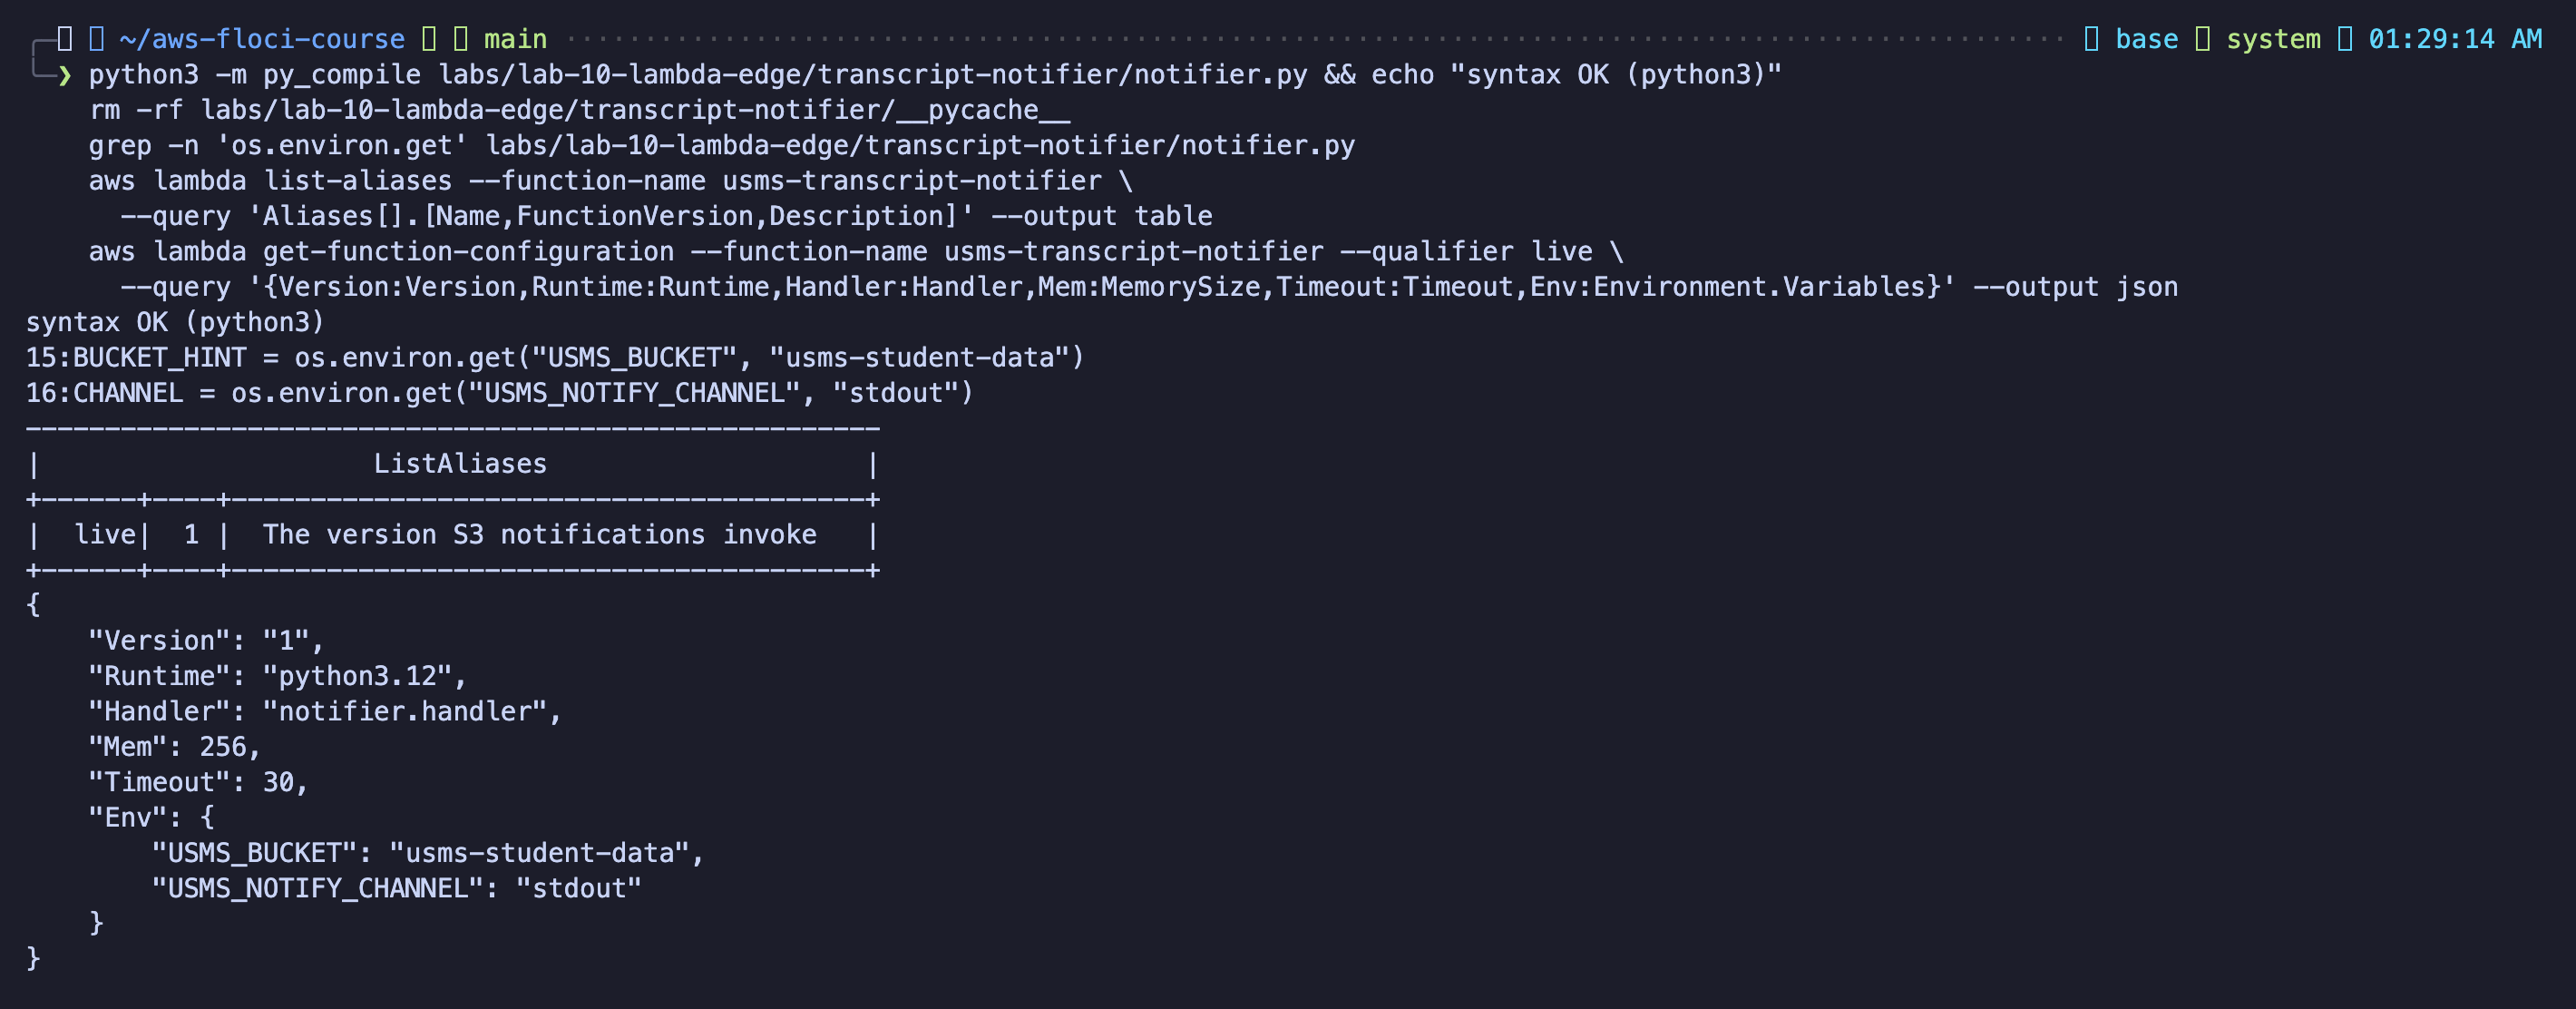 ~/aws-floci-course main base system 01:29:14 AM
❯ python3 -m py_compile labs/lab-10-lambda-edge/transcript-notifier/notifier.py && echo "syntax OK (python3)"
rm -rf labs/lab-10-lambda-edge/transcript-notifier/__pycache__
grep -n 'os.environ.get' labs/lab-10-lambda-edge/transcript-notifier/notifier.py
aws lambda list-aliases --function-name usms-transcript-notifier \
--query 'Aliases[].[Name,FunctionVersion,Description]' --output table
aws lambda get-function-configuration --function-name usms-transcript-notifier --qualifier live \
--query '{Version:Version,Runtime:Runtime,Handler:Handler,Mem:MemorySize,Timeout:Timeout,Env:Environment.Variables}' --output json
syntax OK (python3)
15:BUCKET_HINT = os.environ.get("USMS_BUCKET", "usms-student-data")
16:CHANNEL = os.environ.get("USMS_NOTIFY_CHANNEL", "stdout")
------------------------------------------------------
|                     ListAliases                     |
+------+----+----------------------------------------+
|  live|  1 |  The version S3 notifications invoke   |
+------+----+----------------------------------------+
{
    "Version": "1",
    "Runtime": "python3.12",
    "Handler": "notifier.handler",
    "Mem": 256,
    "Timeout": 30,
    "Env": {
        "USMS_BUCKET": "usms-student-data",
        "USMS_NOTIFY_CHANNEL": "stdout"
    }
}